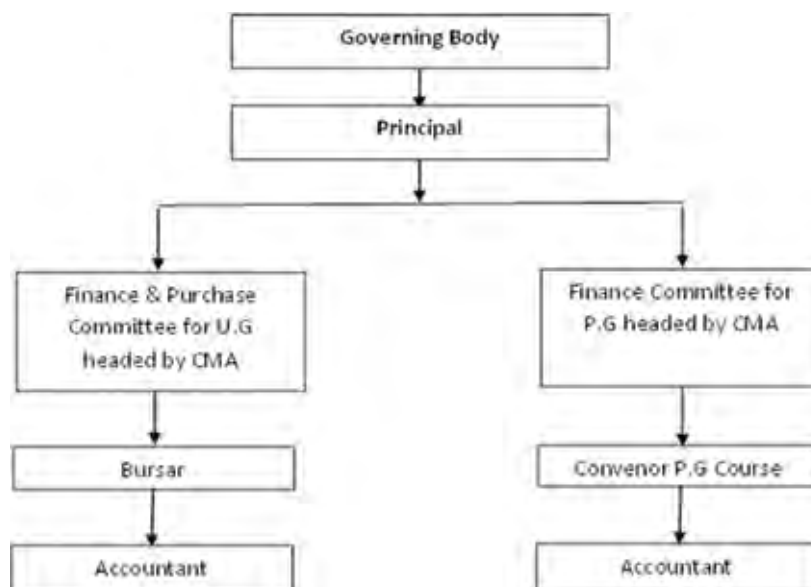 Governing Body
Principal
Finance & Purchase
Committee for U.G
headed by CMA
Finance Committee for
P.G headed by CMA
Bursar
Convenor P.G Course
Accountant
Accountant